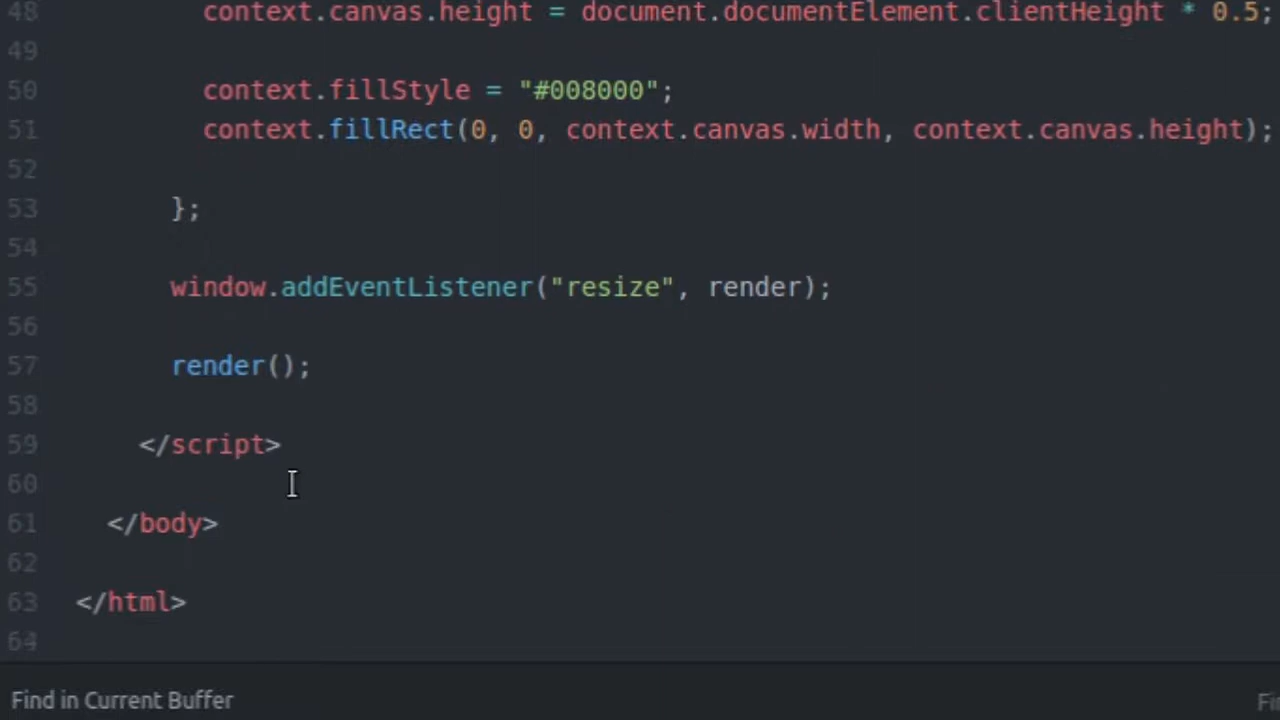 48 context.canvas.height = document.documentElement.clientHeight * 0.5;
49
50 context.fillStyle = "#008000";
51 context.fillRect(0, 0, context.canvas.width, context.canvas.height);
52
53 };
54
55 window.addEventListener("resize", render);
56
57 render();
58
59 </script>
60
61 </body>
62
63 </html>
64
Find in Current Buffer